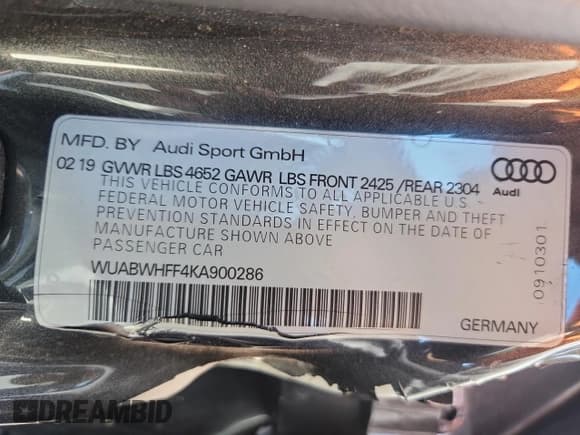 MFD. BY Audi Sport GmbH
02 19 GVWR LBS 4652 GAWR LBS FRONT 2425 /REAR 2304
THIS VEHICLE CONFORMS TO ALL APPLICABLE U.S -
FEDERAL MOTOR VEHICLE SAFETY, BUMPER AND THEFT
PREVENTION STANDARDS IN EFFECT ON THE DATE OF
MANUFACTURE SHOWN ABOVE
PASSENGER CAR
WUABWHFF4KA900286
Audi
0910301
GERMANY
DREAMBID